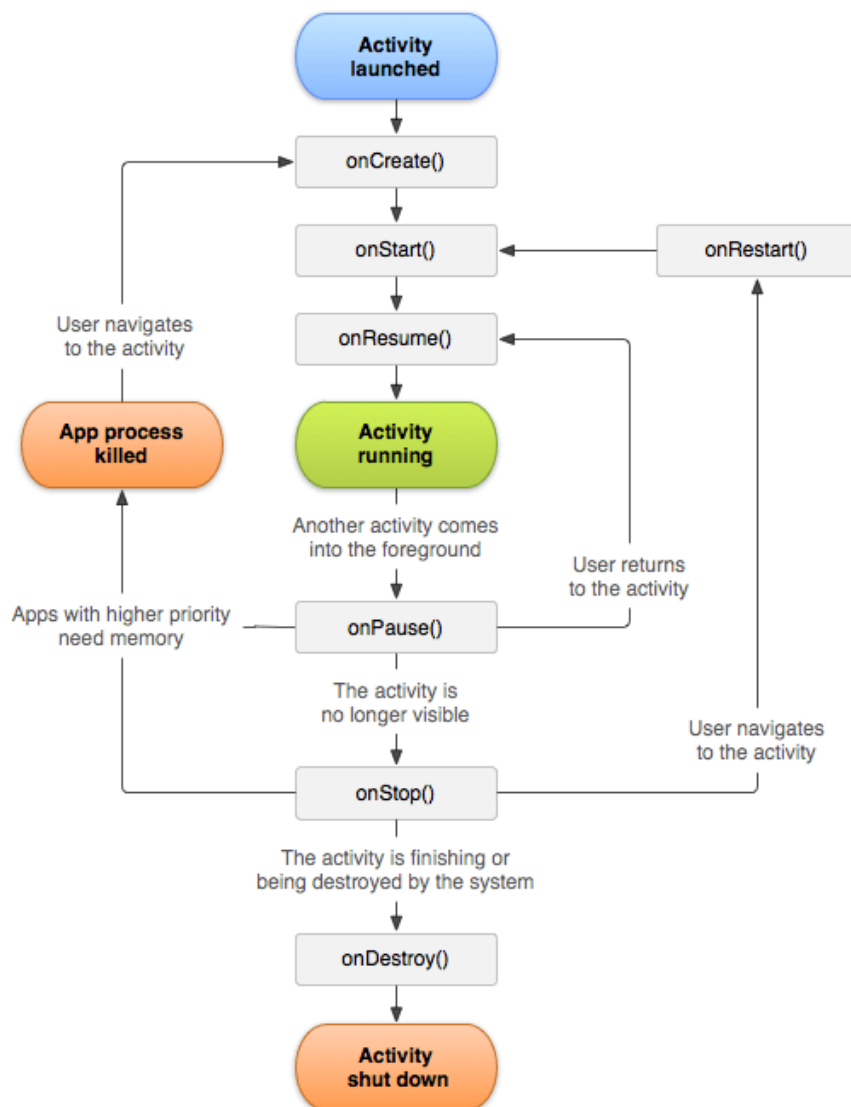 Activity
launched
onCreate()
onStart()
onRestart()
onResume()
User navigates
to the activity
App process
killed
Activity
running
Another activity comes
into the foreground
User returns
to the activity
Apps with higher priority
need memory
onPause()
The activity is
no longer visible
User navigates
to the activity
onStop()
The activity is finishing or
being destroyed by the system
onDestroy()
Activity
shut down